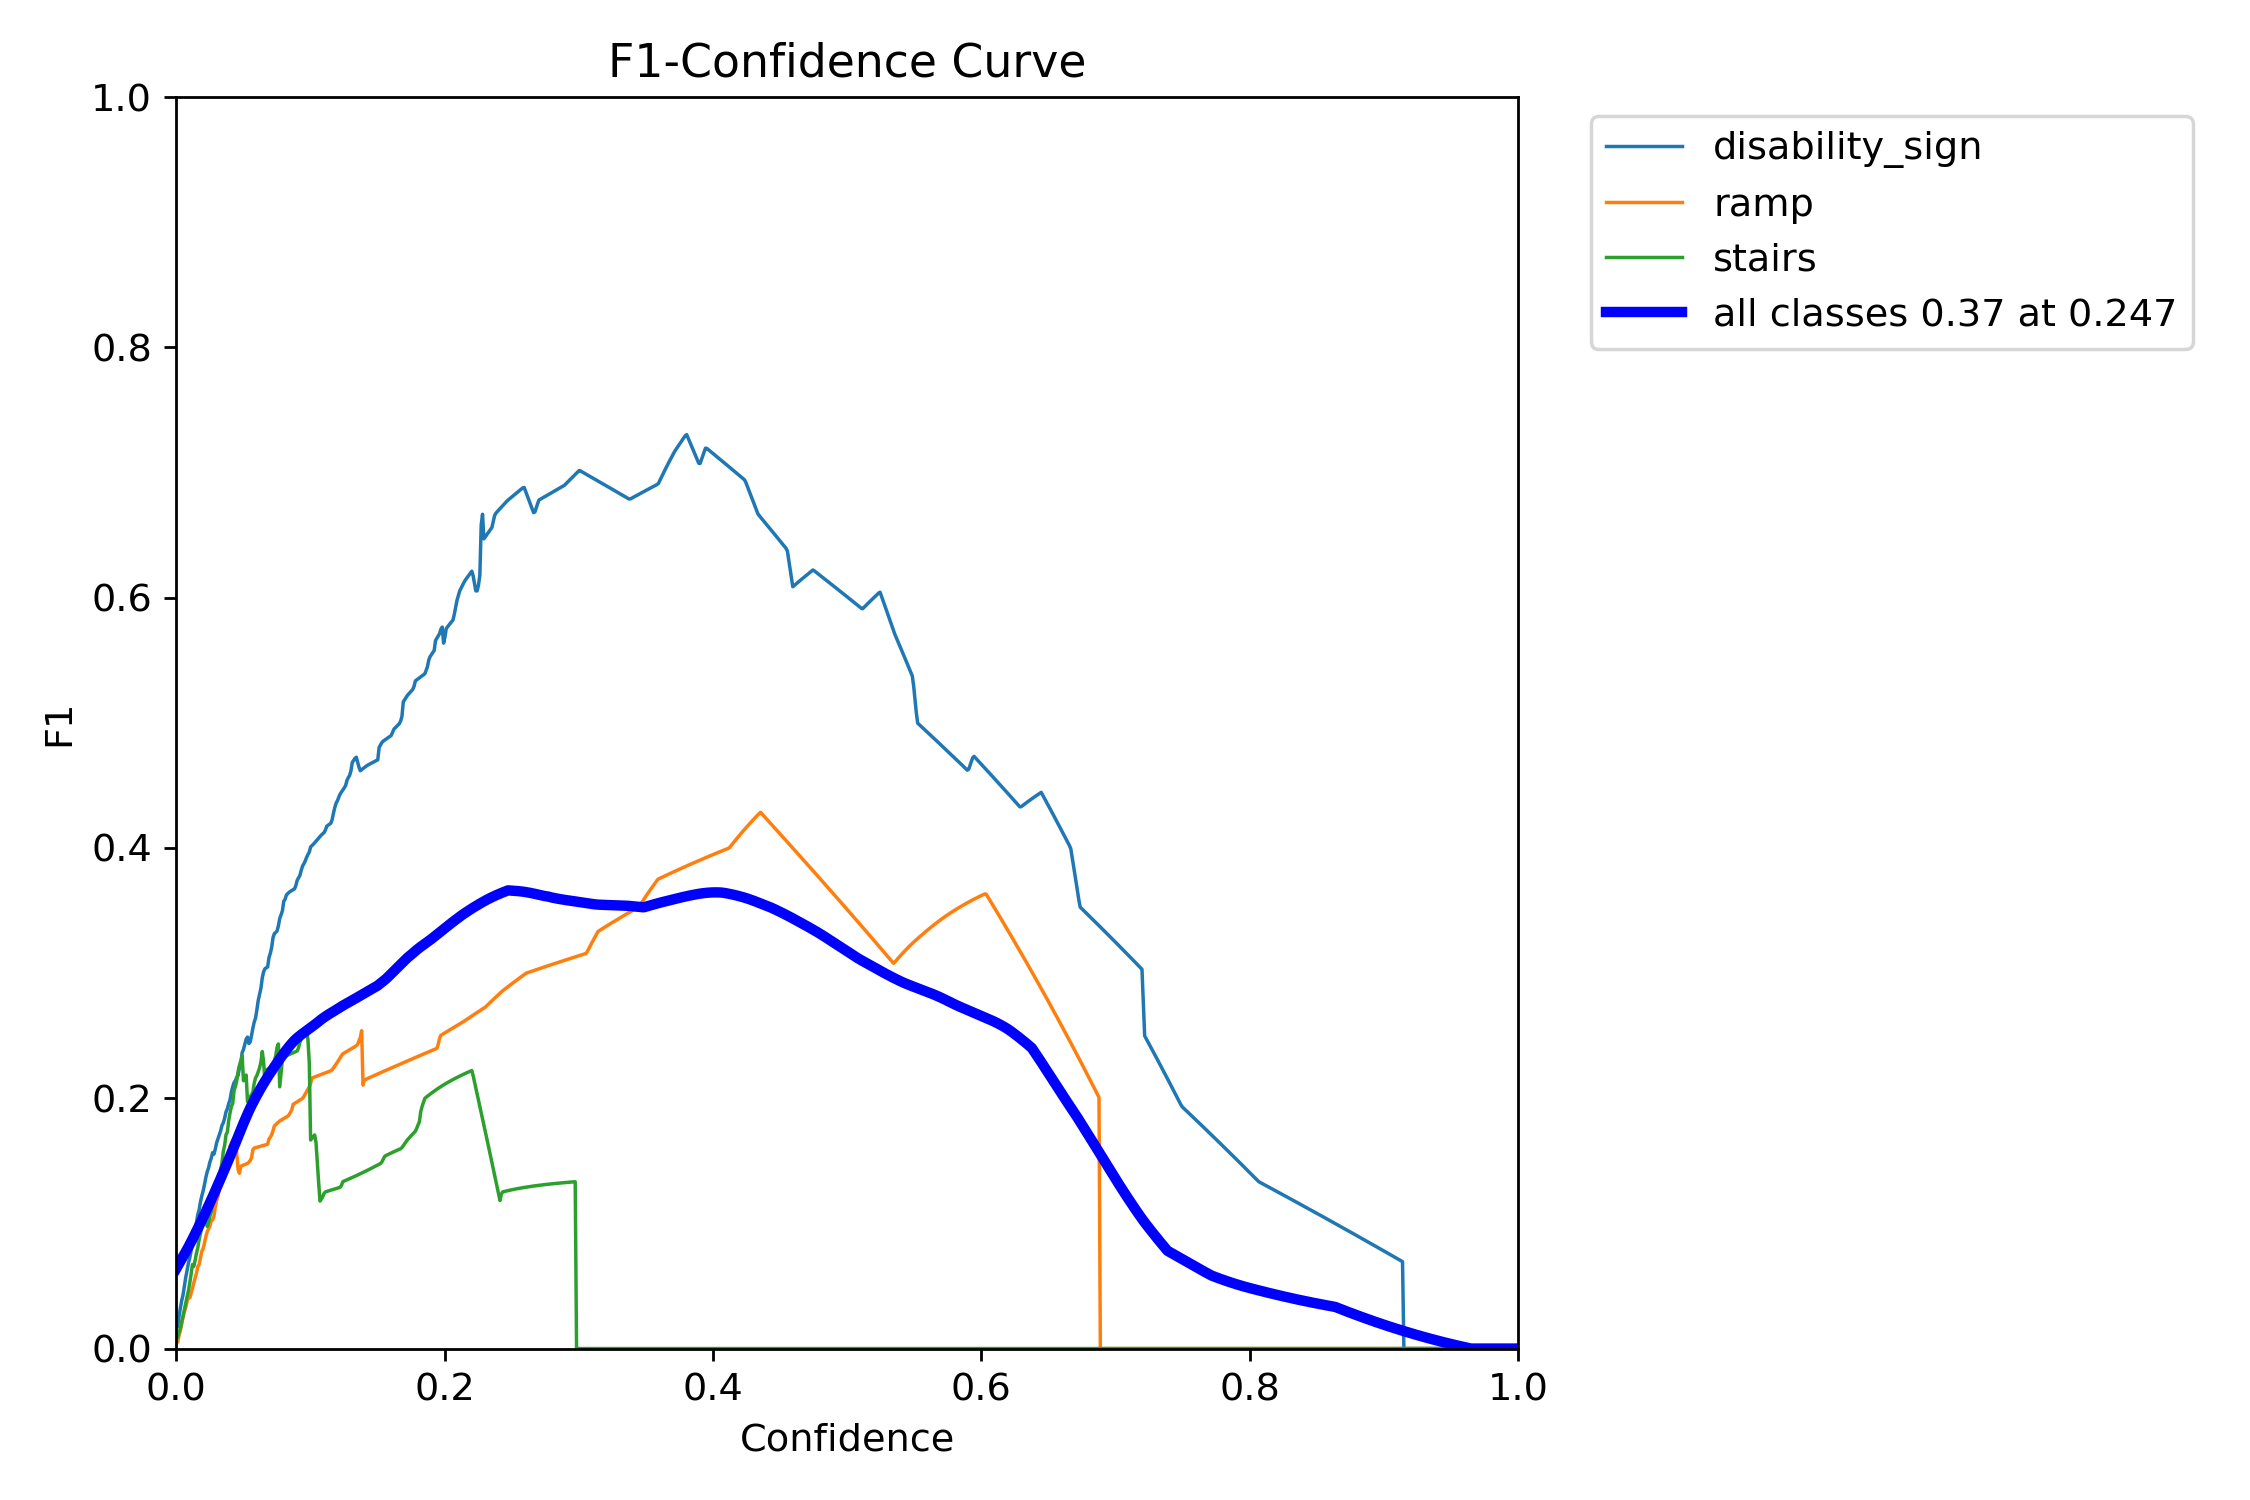 F1-Confidence Curve
1.0
0.8
0.6
0.4
0.2
0.0
F1
0.0 0.2 0.4 0.6 0.8 1.0
Confidence
disability_sign
ramp
stairs
all classes 0.37 at 0.247